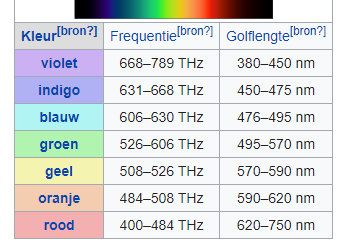 Kleur[bron?] Frequentie[bron?] Golflengte[bron?]
violet 668–789 THz 380–450 nm
indigo 631–668 THz 450–475 nm
blauw 606–630 THz 476–495 nm
groen 526–606 THz 495–570 nm
geel 508–526 THz 570–590 nm
oranje 484–508 THz 590–620 nm
rood 400–484 THz 620–750 nm